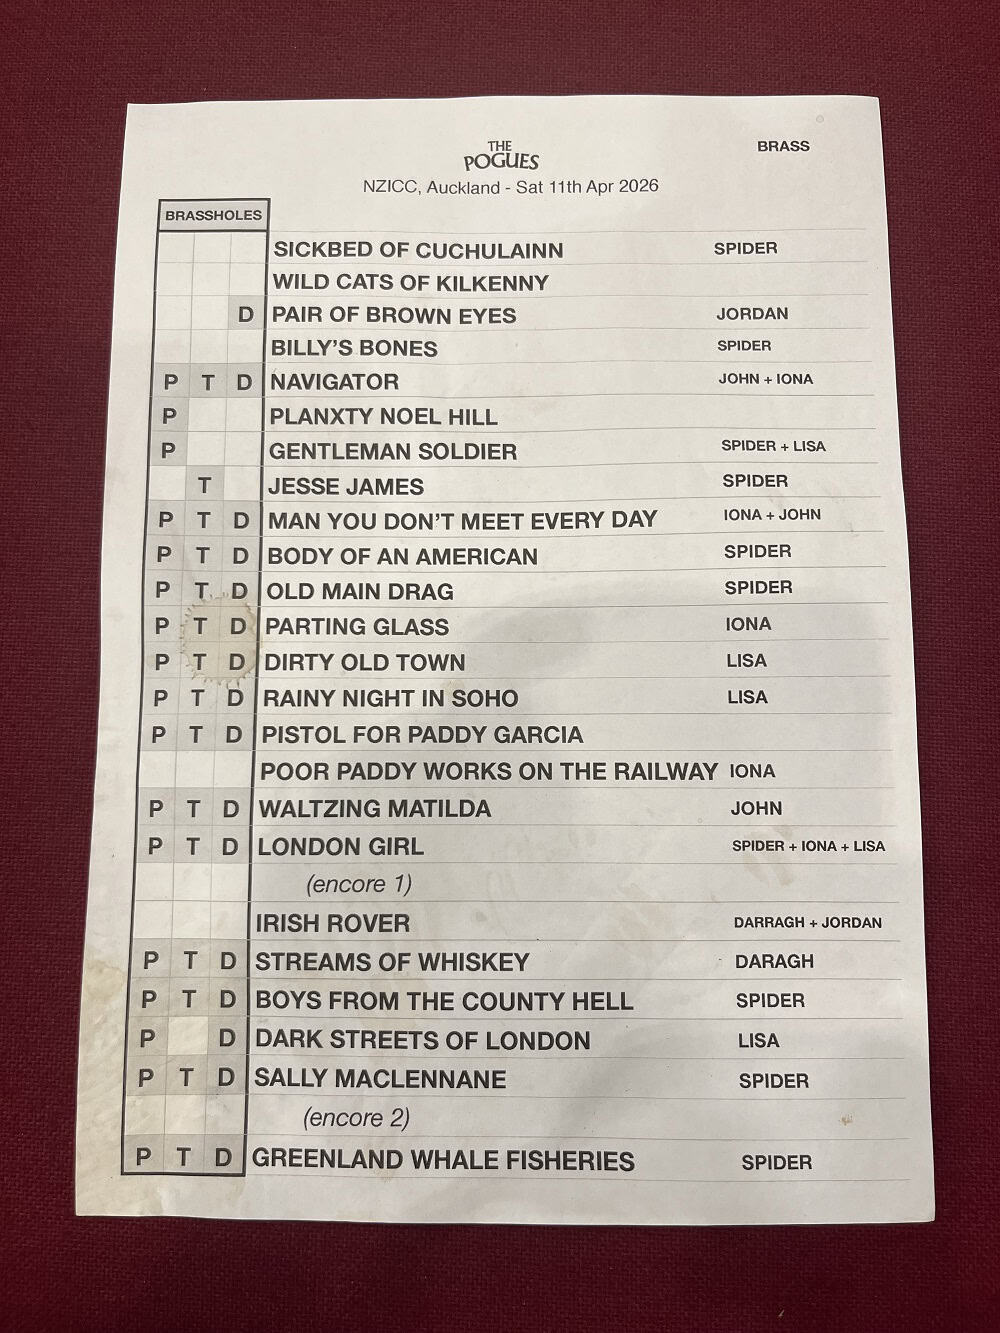 THE
POGUES
BRASS
NZICC, Auckland - Sat 11th Apr 2026
BRASSHOLES
SICKBED OF CUCHULAINN SPIDER
WILD CATS OF KILKENNY
D PAIR OF BROWN EYES JORDAN
BILLY'S BONES SPIDER
P T D NAVIGATOR JOHN + IONA
P PLANXTY NOEL HILL
P GENTLEMAN SOLDIER SPIDER + LISA
T JESSE JAMES SPIDER
P T D MAN YOU DON'T MEET EVERY DAY IONA + JOHN
P T D BODY OF AN AMERICAN SPIDER
P T D OLD MAIN DRAG SPIDER
P T D PARTING GLASS IONA
P T D DIRTY OLD TOWN LISA
P T D RAINY NIGHT IN SOHO LISA
P T D PISTOL FOR PADDY GARCIA
POOR PADDY WORKS ON THE RAILWAY IONA
P T D WALTZING MATILDA JOHN
P T D LONDON GIRL SPIDER + IONA + LISA
(encore 1)
IRISH ROVER DARRAGH + JORDAN
P T D STREAMS OF WHISKEY DARAGH
P T D BOYS FROM THE COUNTY HELL SPIDER
P D DARK STREETS OF LONDON LISA
P T D SALLY MACLENNANE SPIDER
(encore 2)
P T D GREENLAND WHALE FISHERIES SPIDER